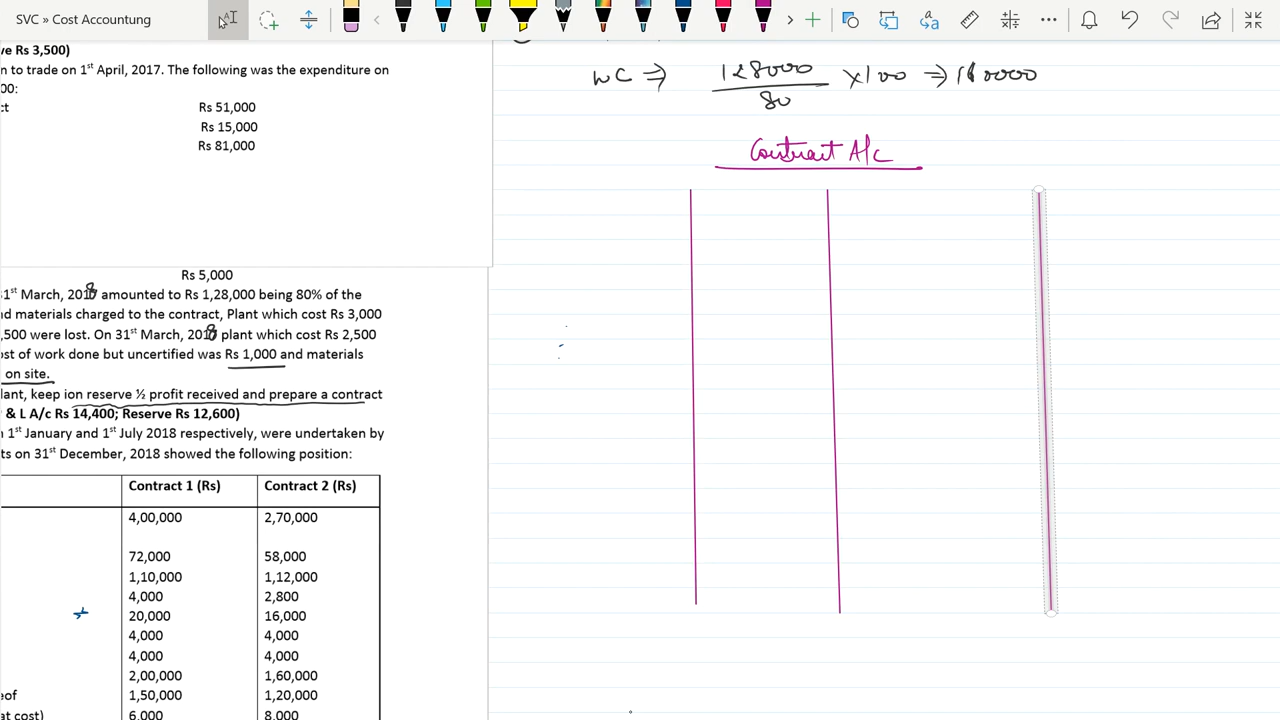 SVC » Cost Accountung
ve Rs 3,500)
n to trade on 1st April, 2017. The following was the expenditure on
00:
ct Rs 51,000
Rs 15,000
Rs 81,000
Rs 5,000
31st March, 2018 amounted to Rs 1,28,000 being 80% of the
nd materials charged to the contract, Plant which cost Rs 3,000
,500 were lost. On 31st March, 2018 plant which cost Rs 2,500
ost of work done but uncertified was Rs 1,000 and materials
on site.
lant, keep ion reserve ½ profit received and prepare a contract
& L A/c Rs 14,400; Reserve Rs 12,600)
n 1st January and 1st July 2018 respectively, were undertaken by
ts on 31st December, 2018 showed the following position:
Contract 1 (Rs) Contract 2 (Rs)
4,00,000 2,70,000
72,000 58,000
1,10,000 1,12,000
4,000 2,800
20,000 16,000
4,000 4,000
4,000 4,000
2,00,000 1,60,000
eof 1,50,000 1,20,000
at cost) 6,000 8,000
WC ⇒ 128000/80 ×100 ⇒ 160000
Contract A/c